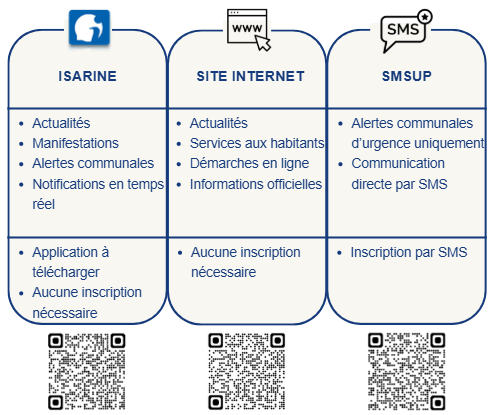 www
SMS
ISARINE
SITE INTERNET
SMSUP
• Actualités
• Manifestations
• Alertes communales
• Notifications en temps
réel
• Actualités
• Services aux habitants
• Démarches en ligne
• Informations officielles
• Alertes communales
d'urgence uniquement
• Communication
directe par SMS
• Application à
télécharger
• Aucune inscription
nécessaire
• Aucune inscription
nécessaire
• Inscription par SMS